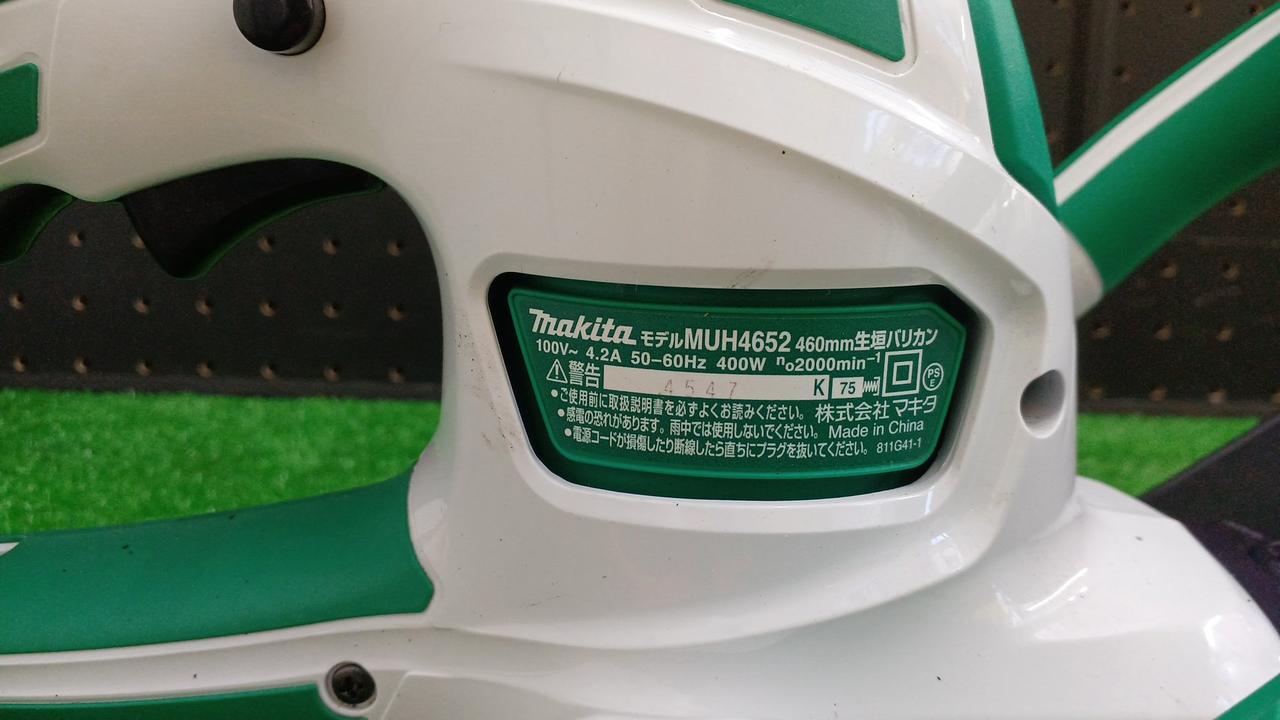 makita モデルMUH4652 460mm生垣バリカン
100V~ 4.2A 50-60Hz 400W n₀2000min⁻¹
⚠警告 4547 K 75
PS E
●ご使用前に取扱説明書を必ずよくお読みください。 株式会社 マキタ
●感電の恐れがあります。雨中では使用しないでください。 Made in China
●電源コードが損傷したり断線したら直ちにプラグを抜いてください。 811G41-1